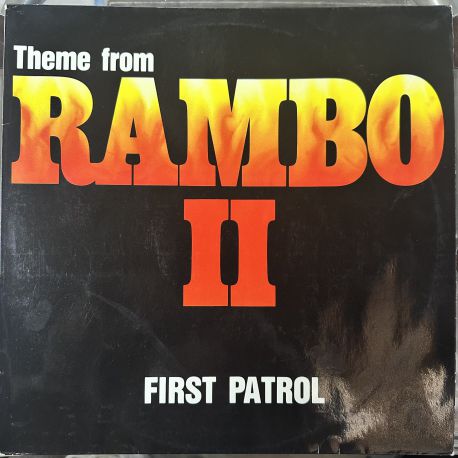 Theme from
RAMBO
II
FIRST PATROL